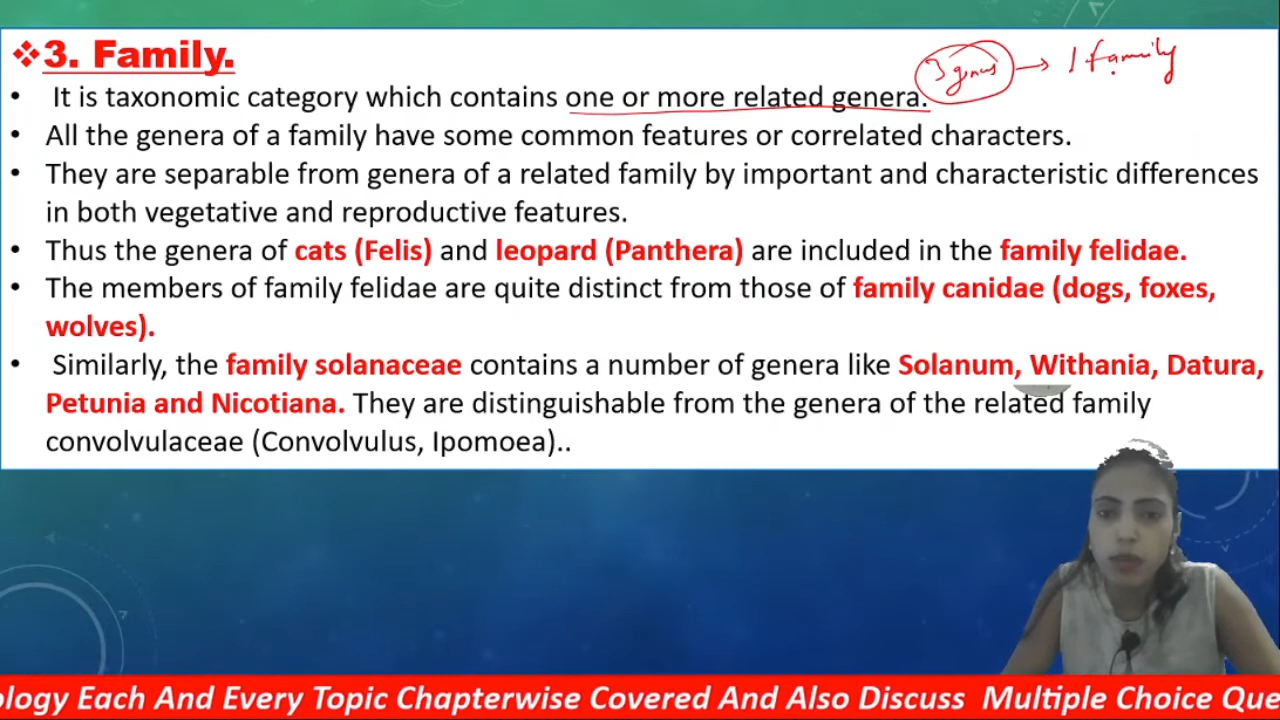 ❖3. Family.
3 genus → 1 family
• It is taxonomic category which contains one or more related genera.
• All the genera of a family have some common features or correlated characters.
• They are separable from genera of a related family by important and characteristic differences
in both vegetative and reproductive features.
• Thus the genera of cats (Felis) and leopard (Panthera) are included in the family felidae.
• The members of family felidae are quite distinct from those of family canidae (dogs, foxes,
wolves).
• Similarly, the family solanaceae contains a number of genera like Solanum, Withania, Datura,
Petunia and Nicotiana. They are distinguishable from the genera of the related family
convolvulaceae (Convolvulus, Ipomoea)..
ology Each And Every Topic Chapterwise Covered And Also Discuss Multiple Choice Que